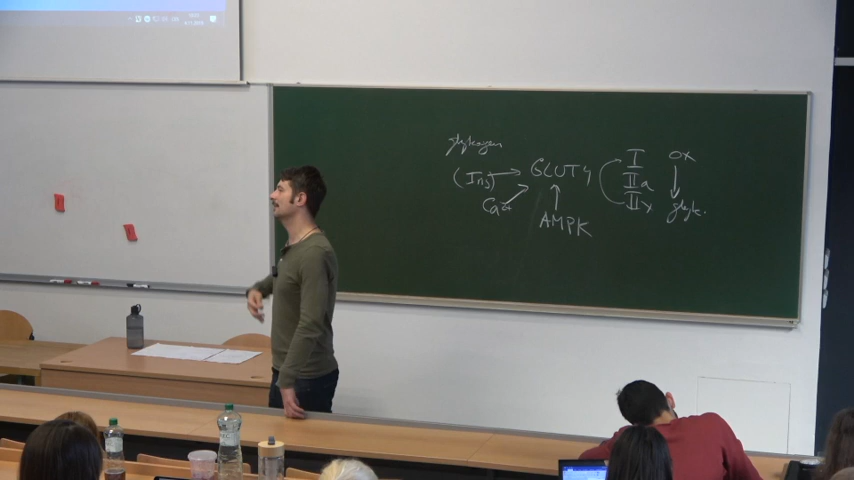 glykogen
(Ins) → GLUT4
Ca²⁺
AMPK
I ox
IIa
IIx glyk.